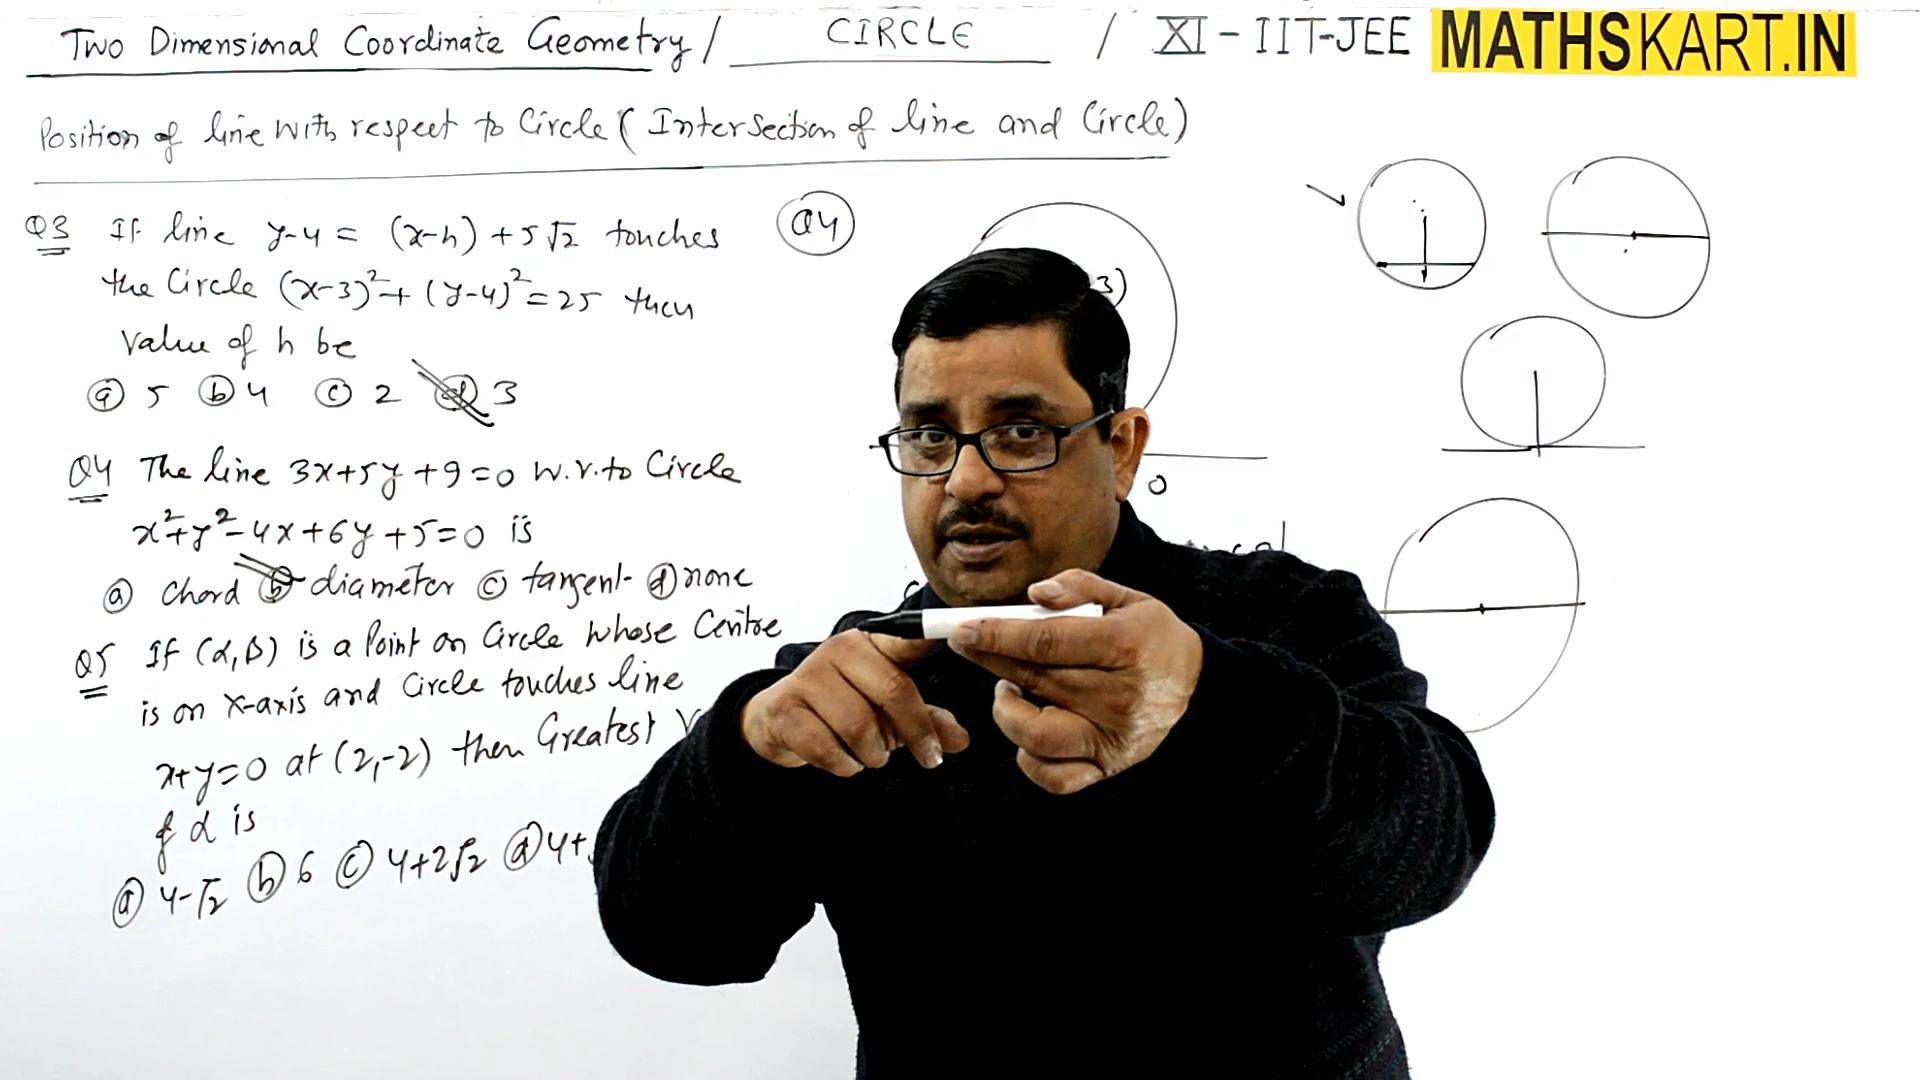 Two Dimensional Coordinate Geometry / CIRCLE / XI - IIT-JEE MATHSKART.IN
Position of line with respect to Circle (Intersection of line and Circle)
Q3 If line y-4 = (x-h) + 5√2 touches
the Circle (x-3)²+(y-4)²=25 then
Value of h be
ⓐ 5 ⓑ 4 ⓒ 2 ⓓ 3
Q4 The line 3x+5y+9=0 w.r.to Circle
x²+y²-4x+6y+5=0 is
ⓐ Chord ⓑ diameter ⓒ tangent ⓓ none
Q5 If (α,β) is a Point on Circle whose Centre
is on x-axis and Circle touches line
x+y=0 at (2,-2) then Greatest
of α is
ⓐ 4-√2 ⓑ 6 ⓒ 4+2√2 ⓓ 4+
Q4
3)
0